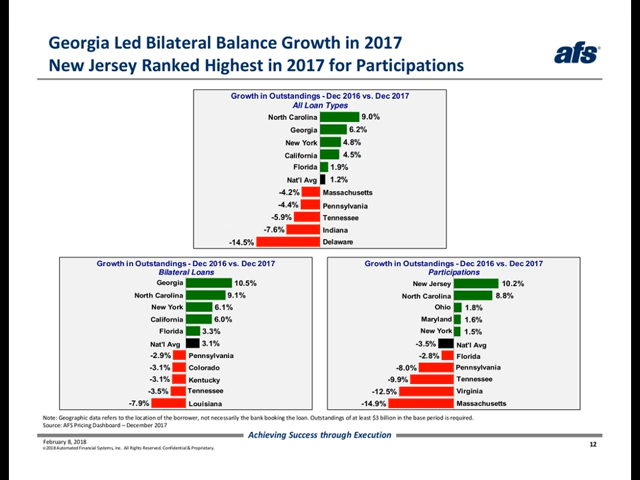 Georgia Led Bilateral Balance Growth in 2017
New Jersey Ranked Highest in 2017 for Participations
afs
Growth in Outstandings - Dec 2016 vs. Dec 2017
All Loan Types
North Carolina 9.0%
Georgia 6.2%
New York 4.8%
California 4.5%
Florida 1.9%
Nat'l Avg 1.2%
-4.2% Massachusetts
-4.4% Pennsylvania
-5.9% Tennessee
-7.6% Indiana
-14.5% Delaware
Growth in Outstandings - Dec 2016 vs. Dec 2017
Bilateral Loans
Georgia 10.5%
North Carolina 9.1%
New York 6.1%
California 6.0%
Florida 3.3%
Nat'l Avg 3.1%
-2.9% Pennsylvania
-3.1% Colorado
-3.1% Kentucky
-3.5% Tennessee
-7.9% Louisiana
Growth in Outstandings - Dec 2016 vs. Dec 2017
Participations
New Jersey 10.2%
North Carolina 8.8%
Ohio 1.8%
Maryland 1.6%
New York 1.5%
-3.5% Nat'l Avg
-2.8% Florida
-8.0% Pennsylvania
-9.9% Tennessee
-12.5% Virginia
-14.9% Massachusetts
Note: Geographic data refers to the location of the borrower, not necessarily the bank booking the loan. Outstandings of at least $3 billion in the base period is required.
Source: AFS Pricing Dashboard – December 2017
Achieving Success through Execution
February 8, 2018
©2018 Automated Financial Systems, Inc. All Rights Reserved. Confidential & Proprietary.
12